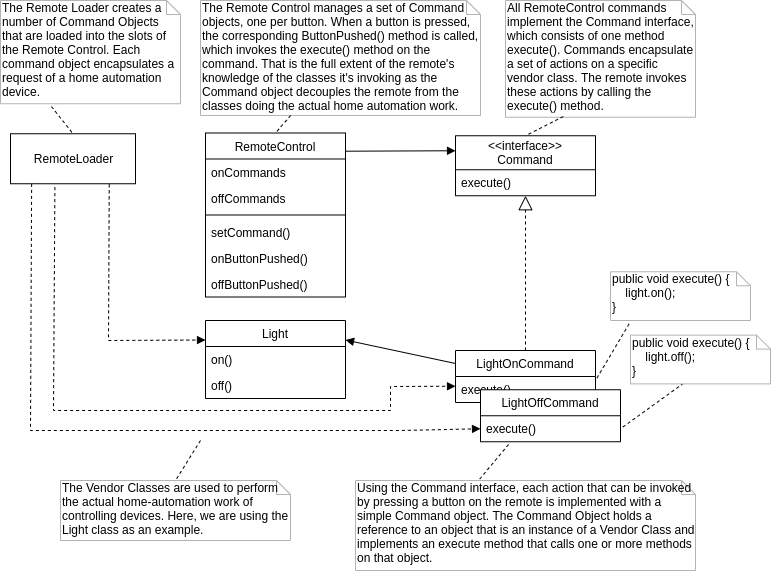 The Remote Loader creates a
number of Command Objects
that are loaded into the slots of
the Remote Control. Each
command object encapsulates a
request of a home automation
device.
The Remote Control manages a set of Command
objects, one per button. When a button is pressed,
the corresponding ButtonPushed() method is called,
which invokes the execute() method on the
command. That is the full extent of the remote's
knowledge of the classes it's invoking as the
Command object decouples the remote from the
classes doing the actual home automation work.
All RemoteControl commands
implement the Command interface,
which consists of one method
execute(). Commands encapsulate
a set of actions on a specific
vendor class. The remote invokes
these actions by calling the
execute() method.
RemoteLoader
RemoteControl
onCommands
offCommands
setCommand()
onButtonPushed()
offButtonPushed()
<<interface>>
Command
execute()
public void execute() {
light.on();
}
Light
on()
off()
public void execute() {
light.off();
}
LightOnCommand
execute()
LightOffCommand
execute()
The Vendor Classes are used to perform
the actual home-automation work of
controlling devices. Here, we are using the
Light class as an example.
Using the Command interface, each action that can be invoked
by pressing a button on the remote is implemented with a
simple Command object. The Command Object holds a
reference to an object that is an instance of a Vendor Class and
implements an execute method that calls one or more methods
on that object.